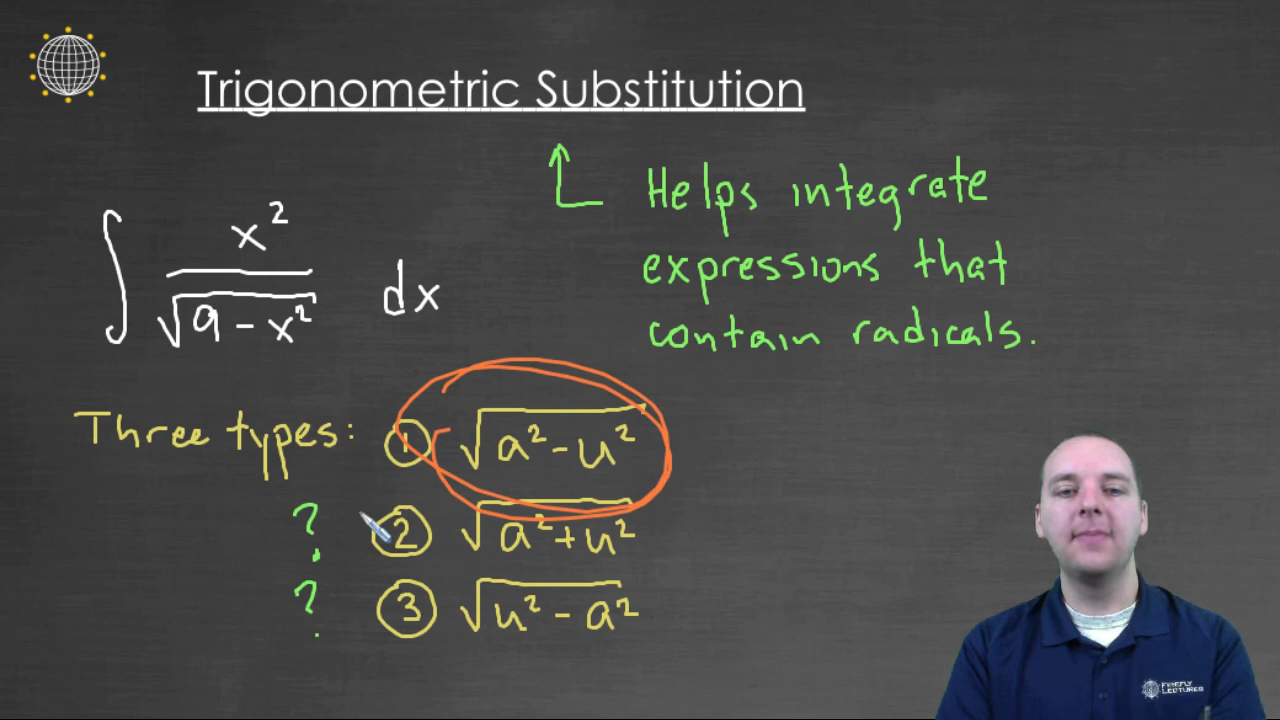 Trigonometric Substitution
Helps integrate
expressions that
contain radicals.
∫ x² / √(9 - x²) dx
Three types: ① √(a² - u²)
? ② √(a² + u²)
? ③ √(u² - a²)
FIREFLY
LECTURES